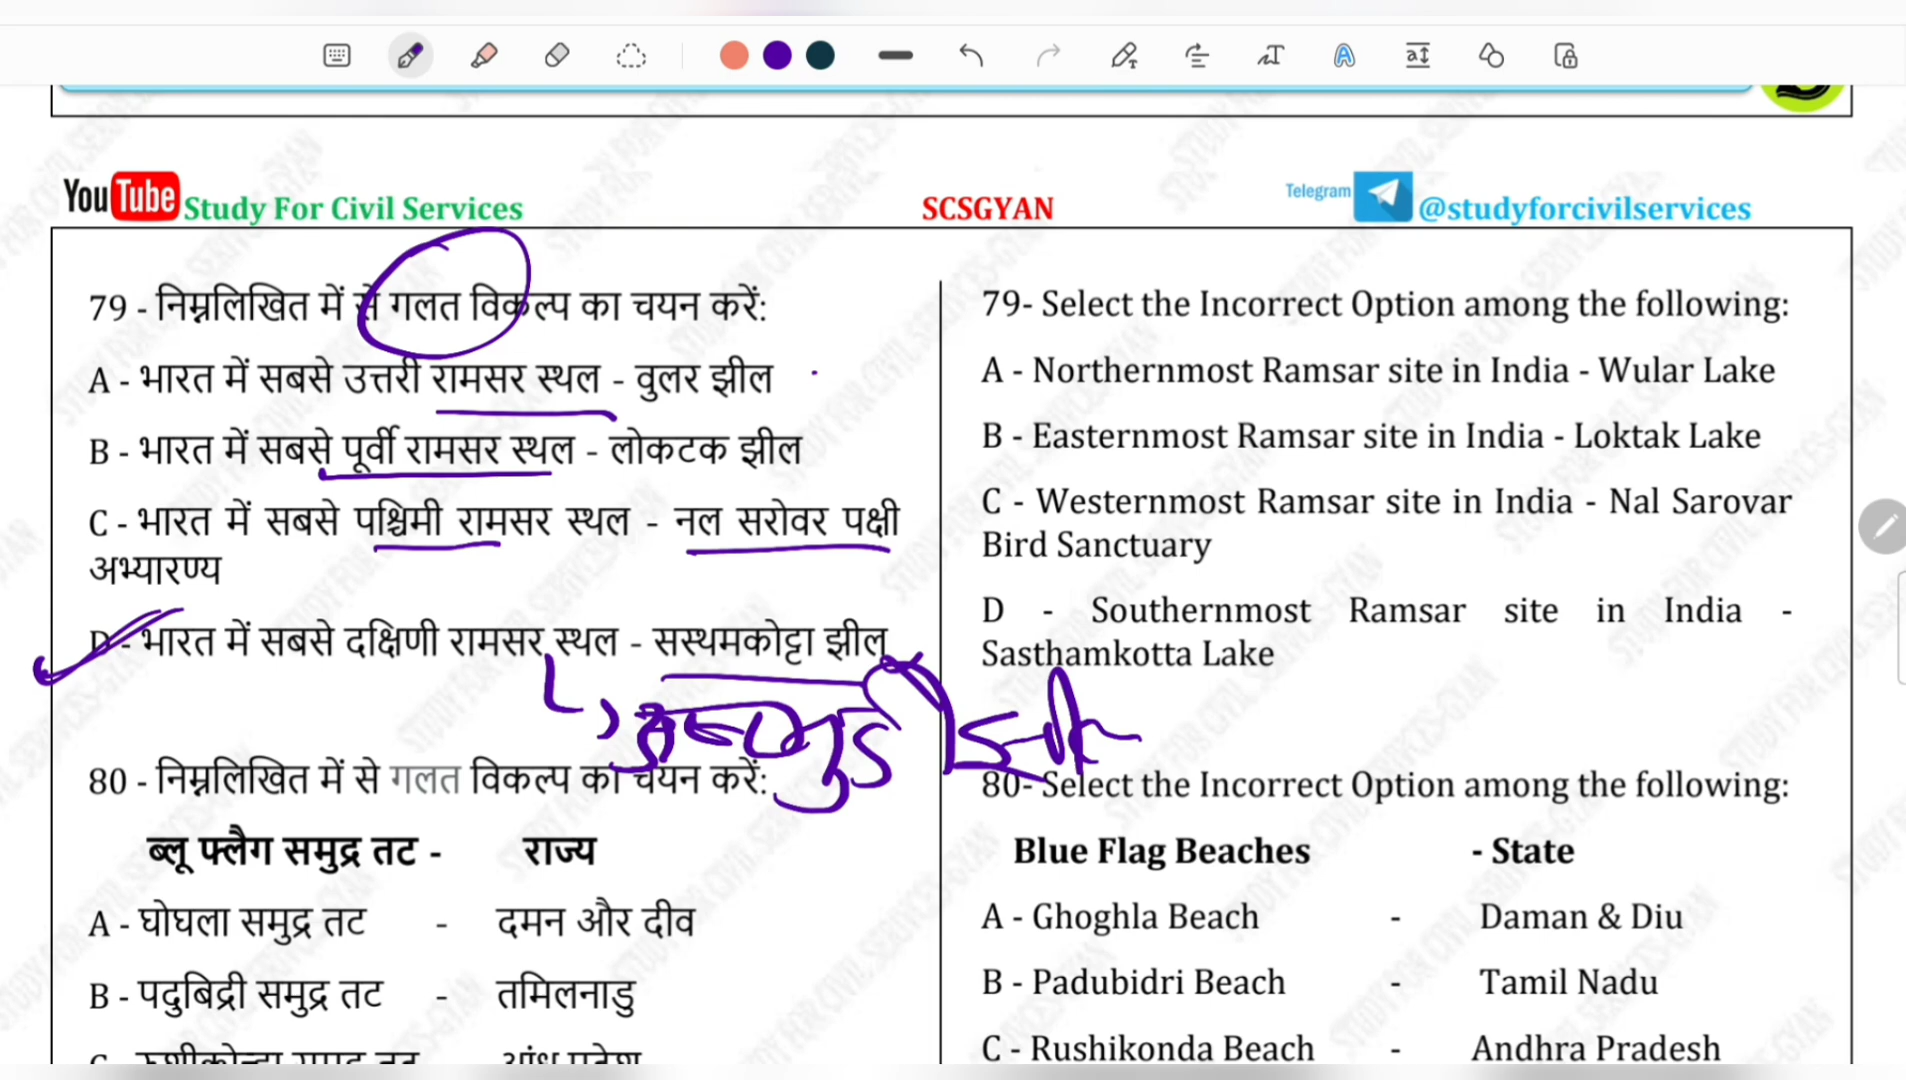 YouTube Study For Civil Services
SCSGYAN
Telegram @studyforcivilservices
79 - निम्नलिखित में से गलत विकल्प का चयन करें:
A - भारत में सबसे उत्तरी रामसर स्थल - वुलर झील
B - भारत में सबसे पूर्वी रामसर स्थल - लोकटक झील
C - भारत में सबसे पश्चिमी रामसर स्थल - नल सरोवर पक्षी
अभ्यारण्य
D - भारत में सबसे दक्षिणी रामसर स्थल - सस्थमकोट्टा झील
80 - निम्नलिखित में से गलत विकल्प का चयन करें:
ब्लू फ्लैग समुद्र तट - राज्य
A - घोघला समुद्र तट - दमन और दीव
B - पदुबिद्री समुद्र तट - तमिलनाडु
79- Select the Incorrect Option among the following:
A - Northernmost Ramsar site in India - Wular Lake
B - Easternmost Ramsar site in India - Loktak Lake
C - Westernmost Ramsar site in India - Nal Sarovar
Bird Sanctuary
D - Southernmost Ramsar site in India -
Sasthamkotta Lake
80- Select the Incorrect Option among the following:
Blue Flag Beaches - State
A - Ghoghla Beach - Daman & Diu
B - Padubidri Beach - Tamil Nadu
C - Rushikonda Beach - Andhra Pradesh